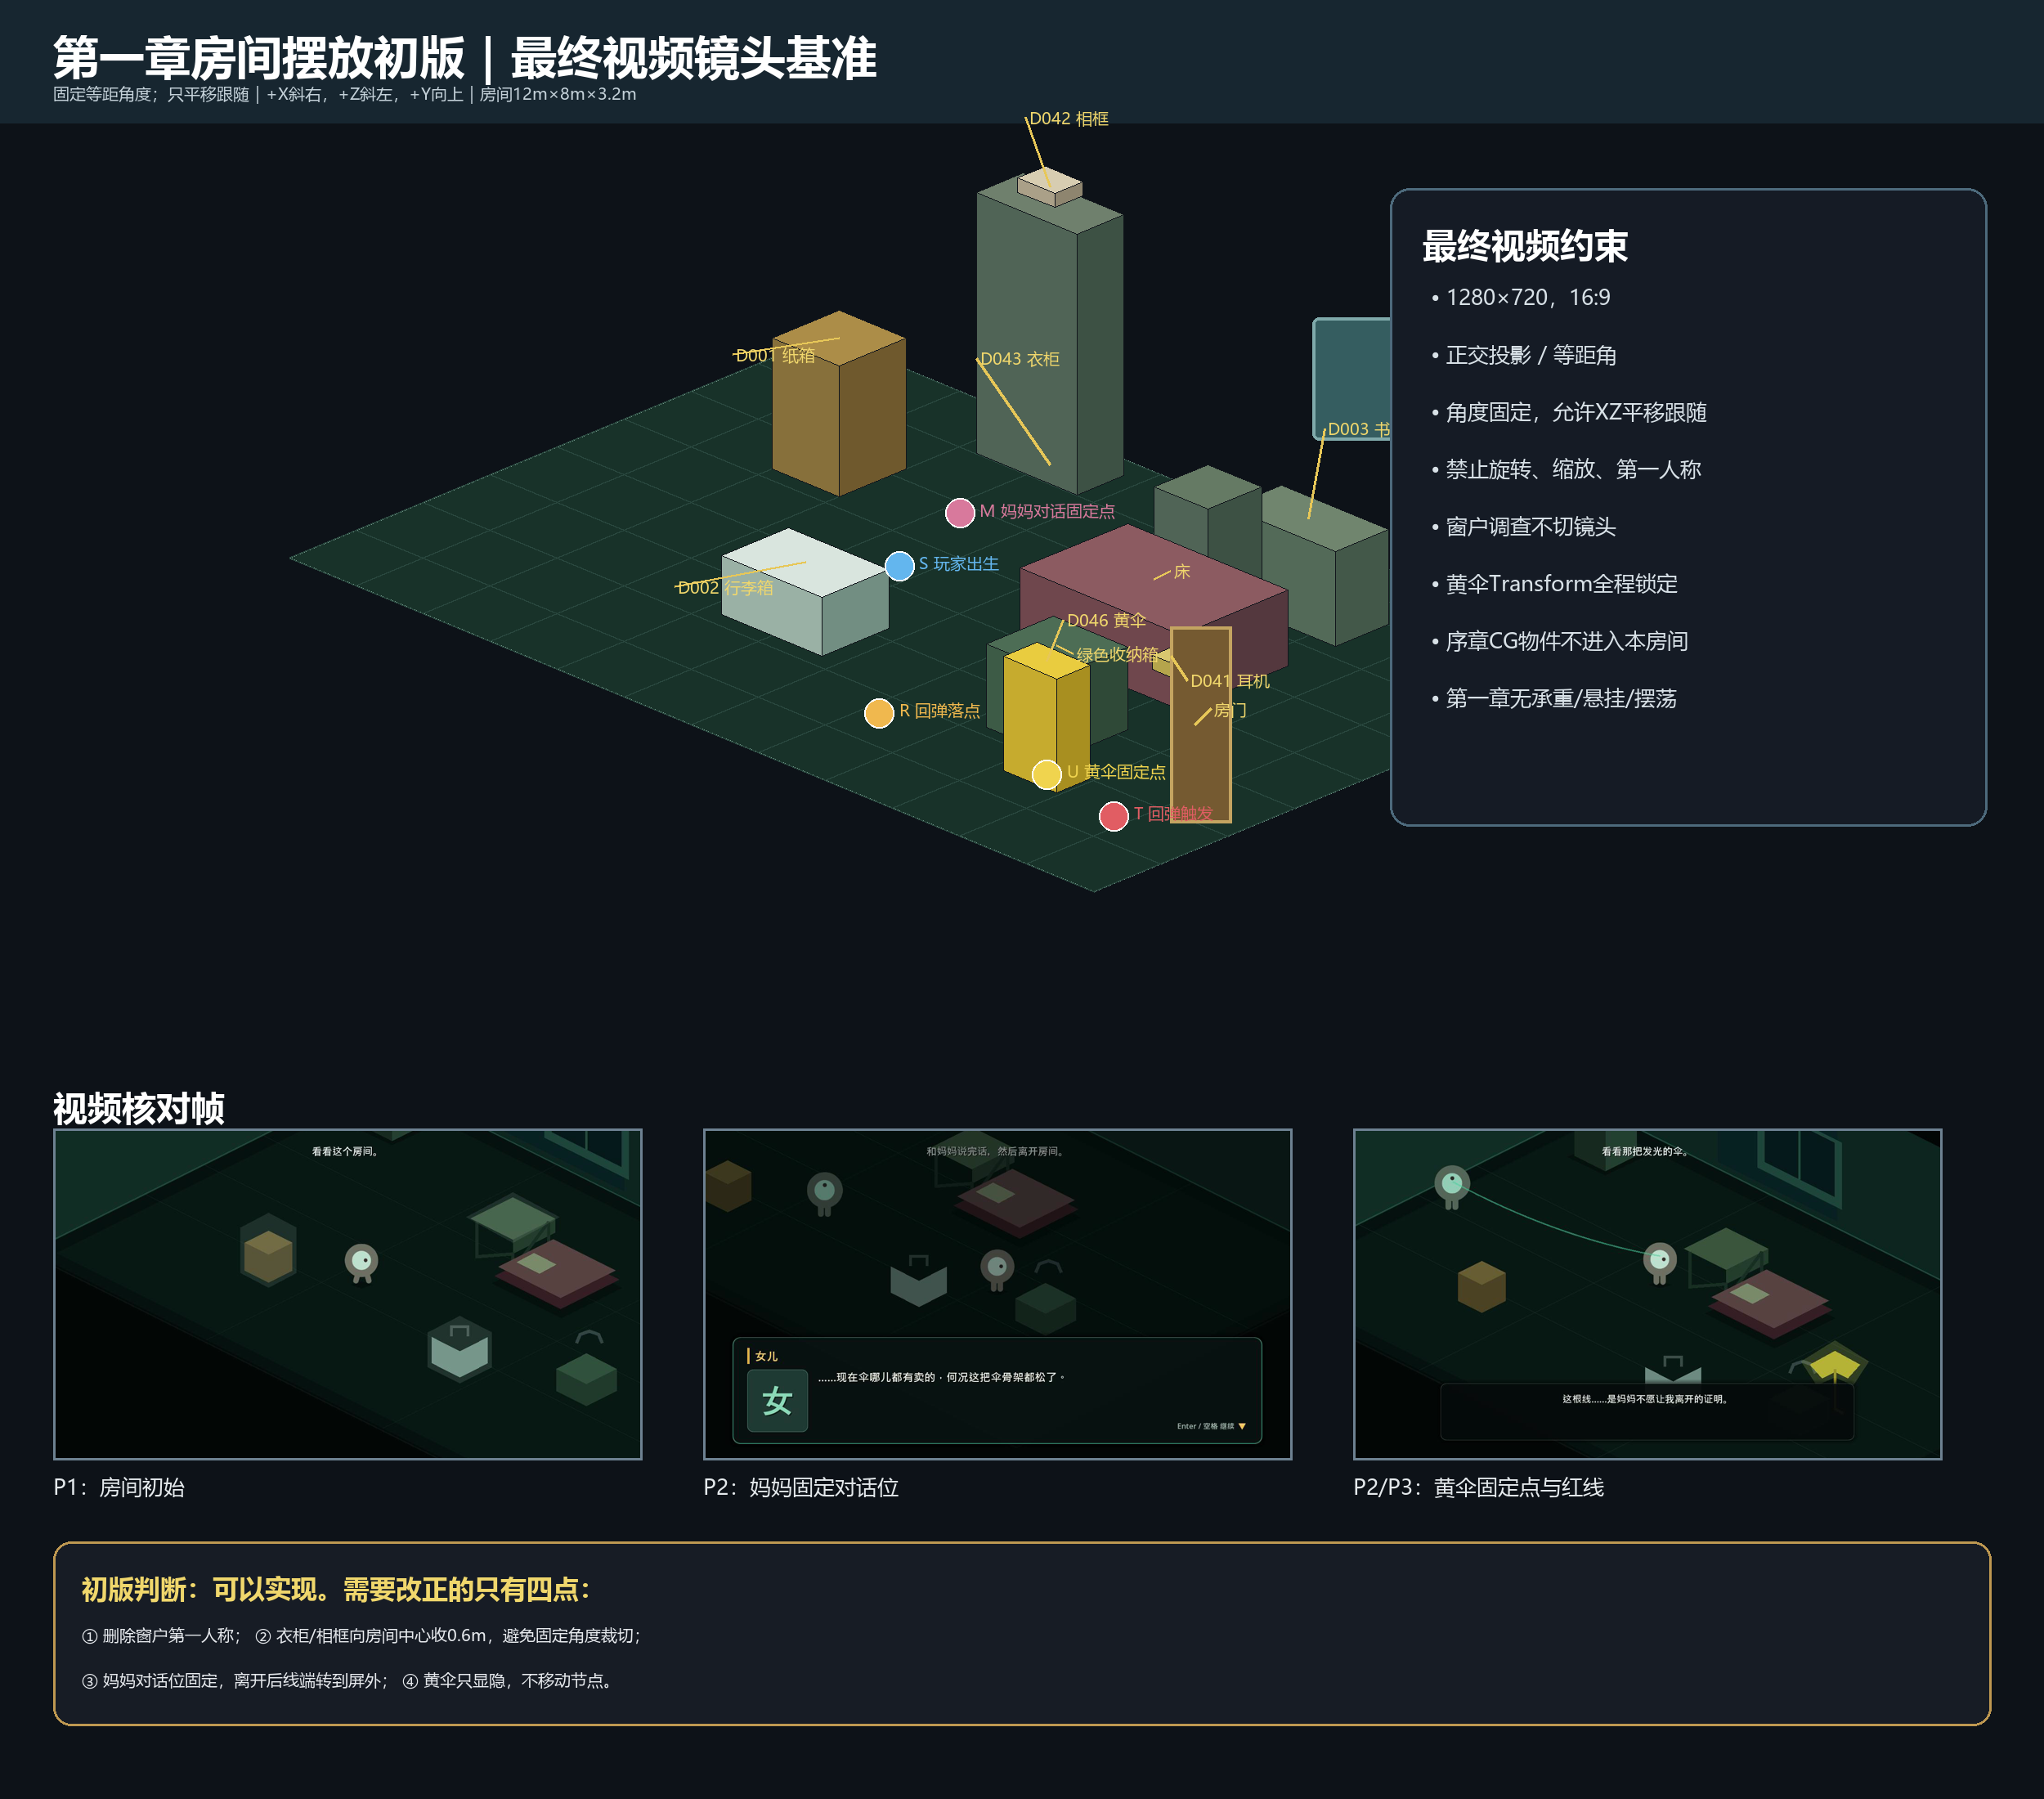 第一章房间摆放初版｜最终视频镜头基准
固定等距角度；只平移跟随｜+X斜右，+Z斜左，+Y向上｜房间12m×8m×3.2m
D042 相框
D001 纸箱
D043 衣柜
D003 书
M 妈妈对话固定点
S 玩家出生
D002 行李箱
床
D046 黄伞
绿色收纳箱
D041 耳机
R 回弹落点
房门
U 黄伞固定点
T 回弹触发
最终视频约束
• 1280×720，16:9
• 正交投影 / 等距角
• 角度固定，允许XZ平移跟随
• 禁止旋转、缩放、第一人称
• 窗户调查不切镜头
• 黄伞Transform全程锁定
• 序章CG物件不进入本房间
• 第一章无承重/悬挂/摆荡
视频核对帧
看看这个房间。
P1：房间初始
和妈妈说完话，然后离开房间。
女儿
女
……现在伞哪儿都有卖的，何况这把伞骨架都松了。
Enter / 空格 继续 ▼
P2：妈妈固定对话位
看看那把发光的伞。
这根线……是妈妈不愿让我离开的证明。
P2/P3：黄伞固定点与红线
初版判断：可以实现。需要改正的只有四点：
① 删除窗户第一人称； ② 衣柜/相框向房间中心收0.6m，避免固定角度裁切；
③ 妈妈对话位固定，离开后线端转到屏外； ④ 黄伞只显隐，不移动节点。